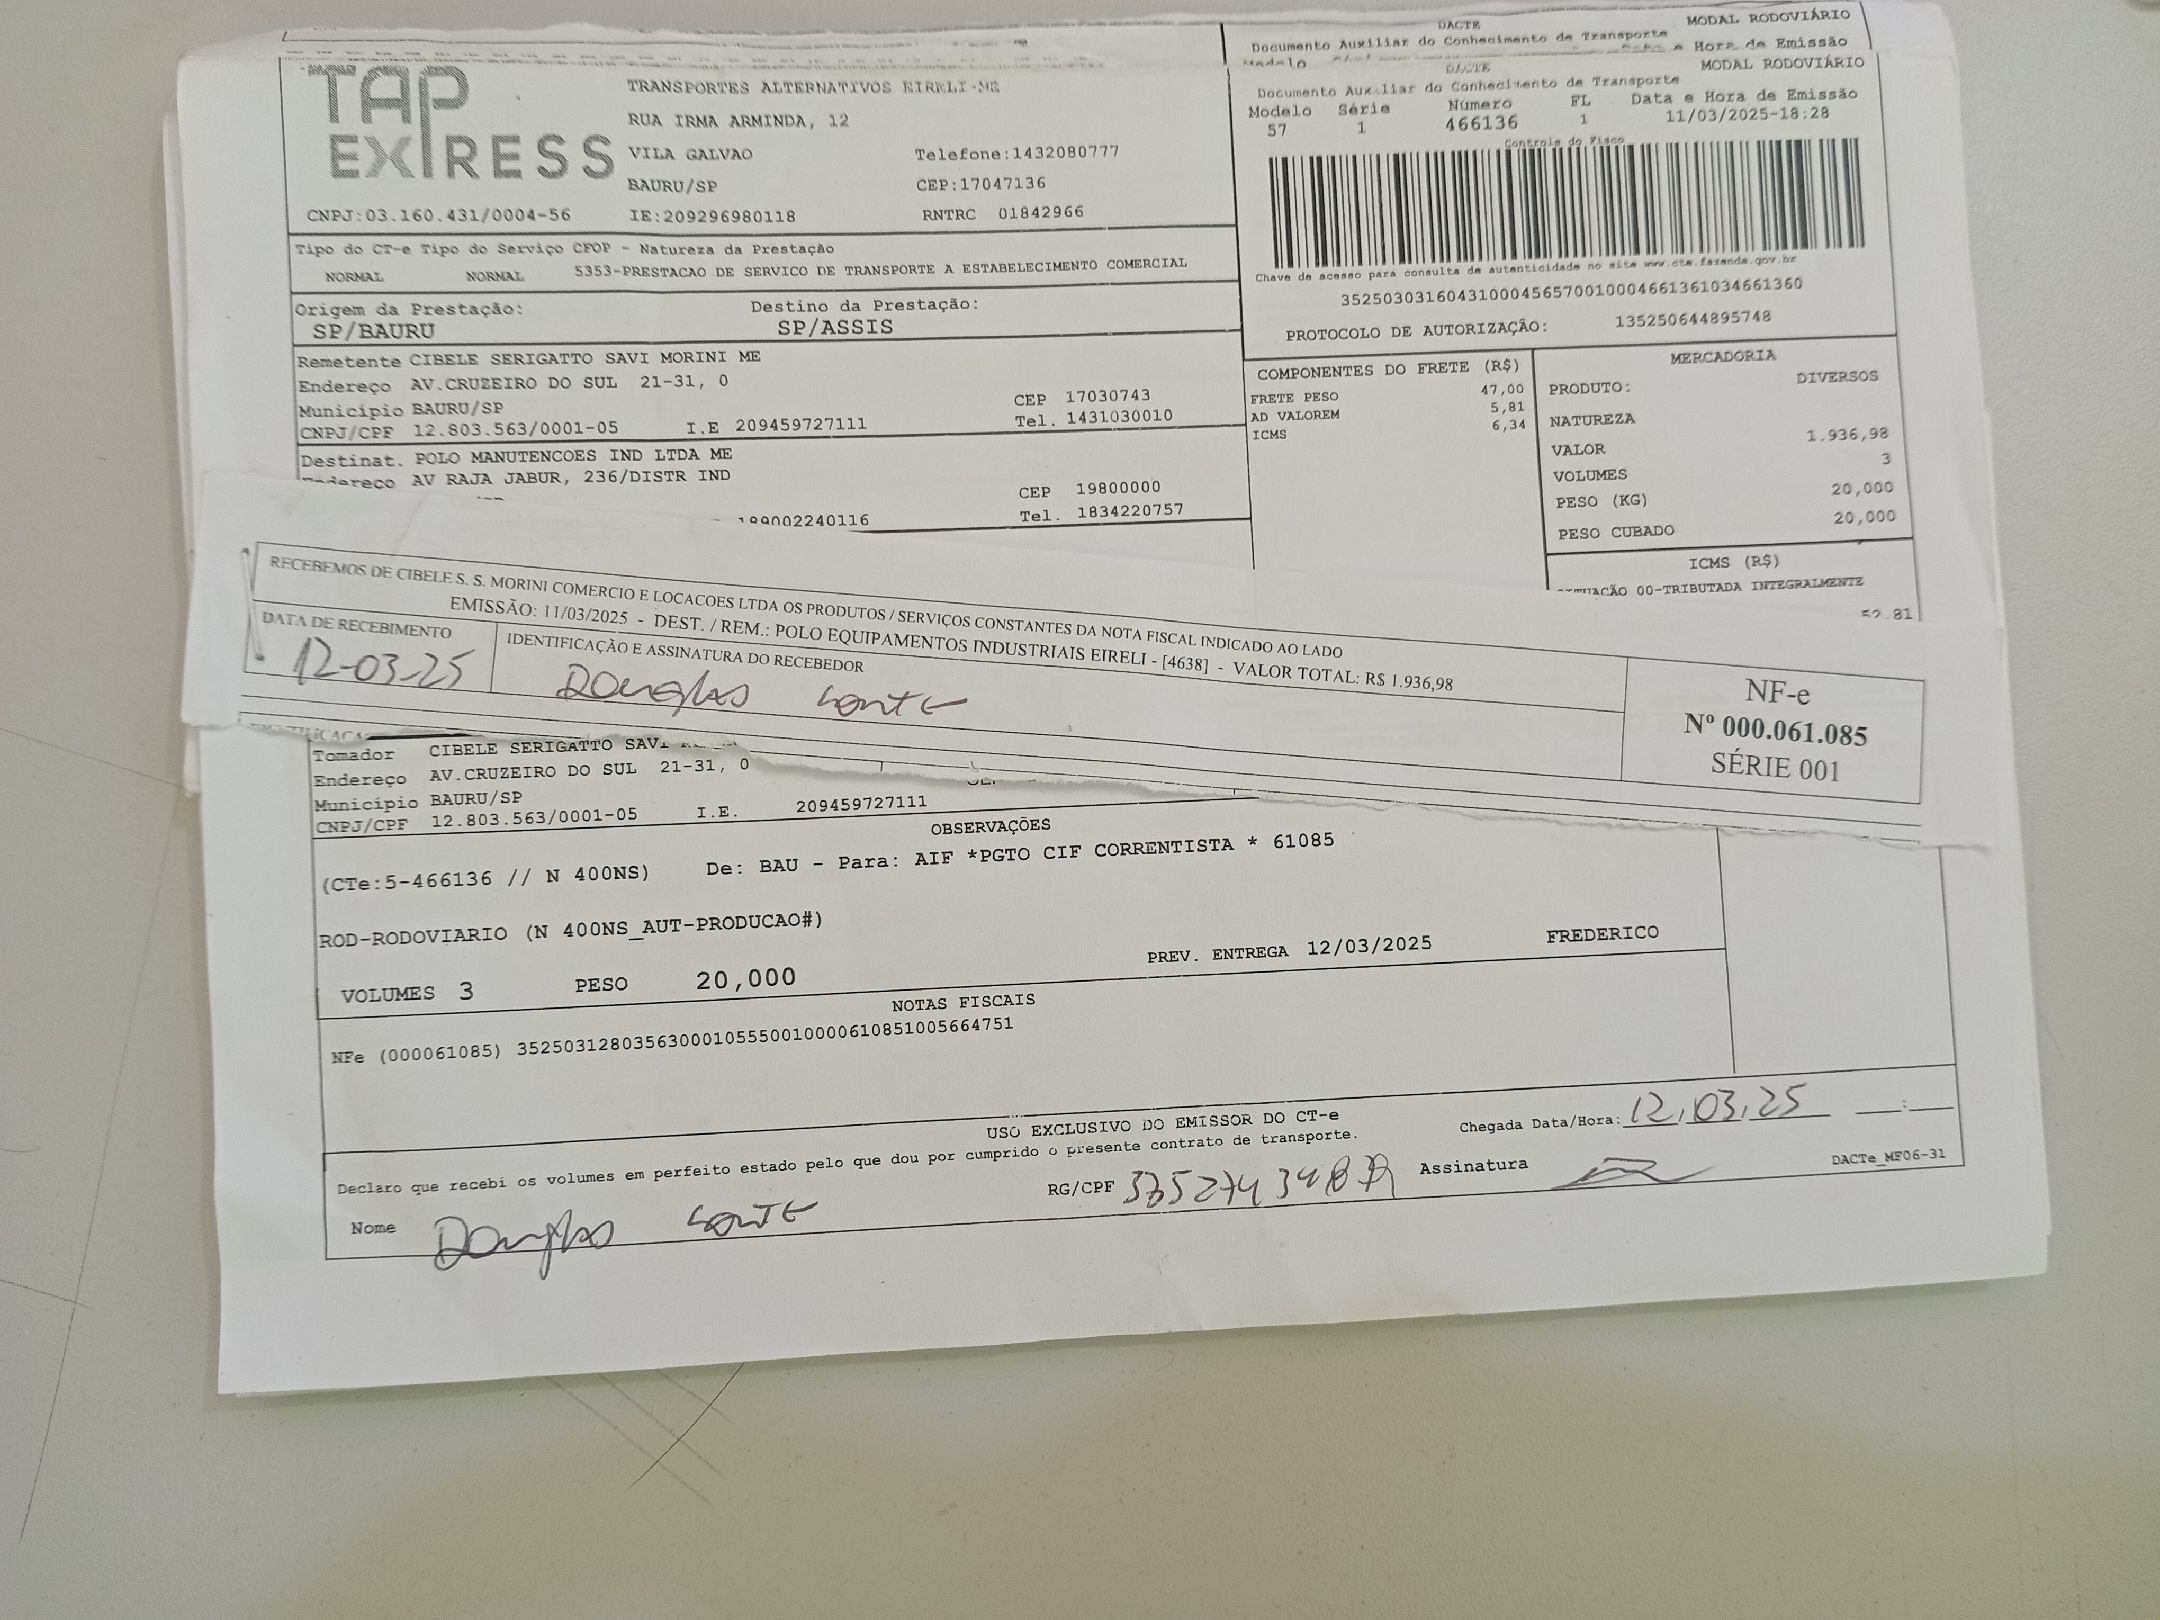 DACTE MODAL RODOVIÁRIO
Documento Auxiliar do Conhecimento de Transporte
e Hora de Emissão
DACTE MODAL RODOVIÁRIO
Documento Auxiliar do Conhecimento de Transporte
Modelo Série Número FL Data e Hora de Emissão
57 1 466136 1 11/03/2025-18:28
Controle do Fisco
TAP EXPRESS
TRANSPORTES ALTERNATIVOS EIRELI-ME
RUA IRMA ARMINDA, 12
VILA GALVAO Telefone:1432080777
BAURU/SP CEP:17047136
CNPJ:03.160.431/0004-56 IE:209296980118 RNTRC 01842966
Chave de acesso para consulta de autenticidade no site www.cte.fazenda.gov.br
35250303160431000456570010004661361034661360
PROTOCOLO DE AUTORIZAÇÃO: 135250644895748
Tipo do CT-e Tipo do Serviço CFOP - Natureza da Prestação
NORMAL NORMAL 5353-PRESTACAO DE SERVICO DE TRANSPORTE A ESTABELECIMENTO COMERCIAL
Origem da Prestação: Destino da Prestação:
SP/BAURU SP/ASSIS
Remetente CIBELE SERIGATTO SAVI MORINI ME
Endereço AV.CRUZEIRO DO SUL 21-31, 0
Município BAURU/SP CEP 17030743
CNPJ/CPF 12.803.563/0001-05 I.E 209459727111 Tel. 1431030010
Destinat. POLO MANUTENCOES IND LTDA ME
Endereço AV RAJA JABUR, 236/DISTR IND
CEP 19800000
189002240116 Tel. 1834220757
COMPONENTES DO FRETE (R$)
FRETE PESO 47,00
AD VALOREM 5,81
ICMS 6,34
MERCADORIA
PRODUTO: DIVERSOS
NATUREZA
VALOR 1.936,98
VOLUMES 3
PESO (KG) 20,000
PESO CUBADO 20,000
ICMS (R$)
00-TRIBUTADA INTEGRALMENTE
52,81
RECEBEMOS DE CIBELE S. S. MORINI COMERCIO E LOCACOES LTDA OS PRODUTOS / SERVIÇOS CONSTANTES DA NOTA FISCAL INDICADO AO LADO
EMISSÃO: 11/03/2025 - DEST. / REM.: POLO EQUIPAMENTOS INDUSTRIAIS EIRELI - [4638] - VALOR TOTAL: R$ 1.936,98
DATA DE RECEBIMENTO IDENTIFICAÇÃO E ASSINATURA DO RECEBEDOR
12-03-25 Douglas
NF-e
Nº 000.061.085
SÉRIE 001
Tomador CIBELE SERIGATTO SAVI
Endereço AV.CRUZEIRO DO SUL 21-31, 0
Município BAURU/SP
CNPJ/CPF 12.803.563/0001-05 I.E. 209459727111
OBSERVAÇÕES
(CTe:5-466136 // N 400NS) De: BAU - Para: AIF *PGTO CIF CORRENTISTA * 61085
ROD-RODOVIARIO (N 400NS_AUT-PRODUCAO#)
PREV. ENTREGA 12/03/2025 FREDERICO
VOLUMES 3 PESO 20,000
NOTAS FISCAIS
NFe (000061085) 35250312803563000105550010000610851005664751
USO EXCLUSIVO DO EMISSOR DO CT-e
Declaro que recebi os volumes em perfeito estado pelo que dou por cumprido o presente contrato de transporte.
Chegada Data/Hora: 12,03,25 __:__
Nome Douglas RG/CPF Assinatura
DACTe_MF06-31